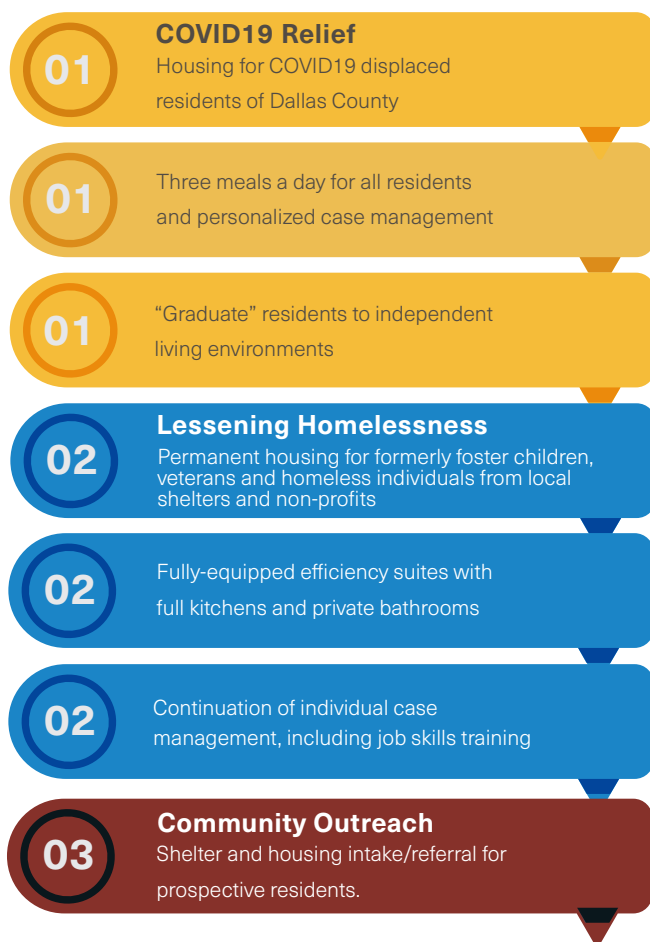 01
COVID19 Relief
Housing for COVID19 displaced
residents of Dallas County
01
Three meals a day for all residents
and personalized case management
01
“Graduate” residents to independent
living environments
02
Lessening Homelessness
Permanent housing for formerly foster children,
veterans and homeless individuals from local
shelters and non-profits
02
Fully-equipped efficiency suites with
full kitchens and private bathrooms
02
Continuation of individual case
management, including job skills training
03
Community Outreach
Shelter and housing intake/referral for
prospective residents.